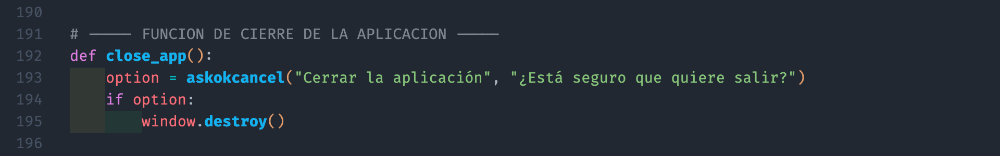 190
191 # ----- FUNCION DE CIERRE DE LA APLICACION -----
192 def close_app():
193     option = askokcancel("Cerrar la aplicación", "¿Está seguro que quiere salir?")
194     if option:
195         window.destroy()
196